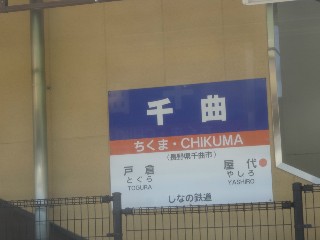 千曲
ちくま・CHIKUMA
(長野県千曲市)
戸倉 屋代
とぐら やしろ
TOGURA YASHIRO
しなの鉄道